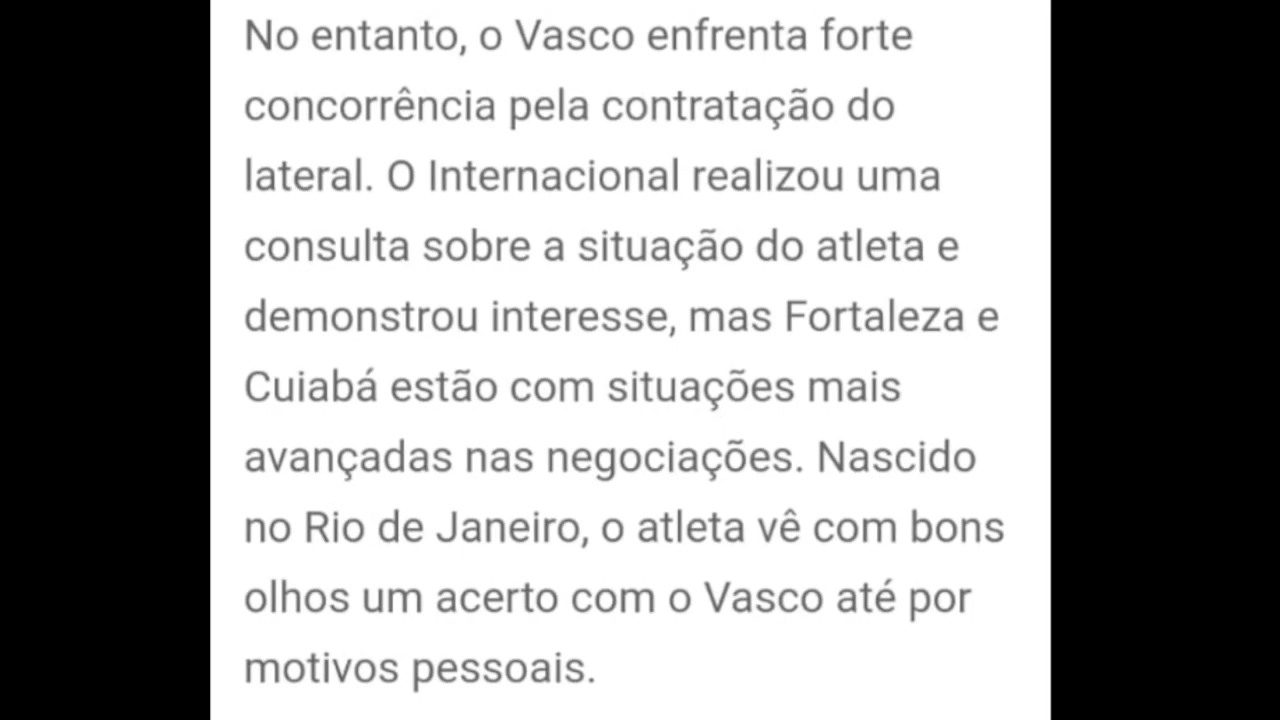 No entanto, o Vasco enfrenta forte
concorrência pela contratação do
lateral. O Internacional realizou uma
consulta sobre a situação do atleta e
demonstrou interesse, mas Fortaleza e
Cuiabá estão com situações mais
avançadas nas negociações. Nascido
no Rio de Janeiro, o atleta vê com bons
olhos um acerto com o Vasco até por
motivos pessoais.